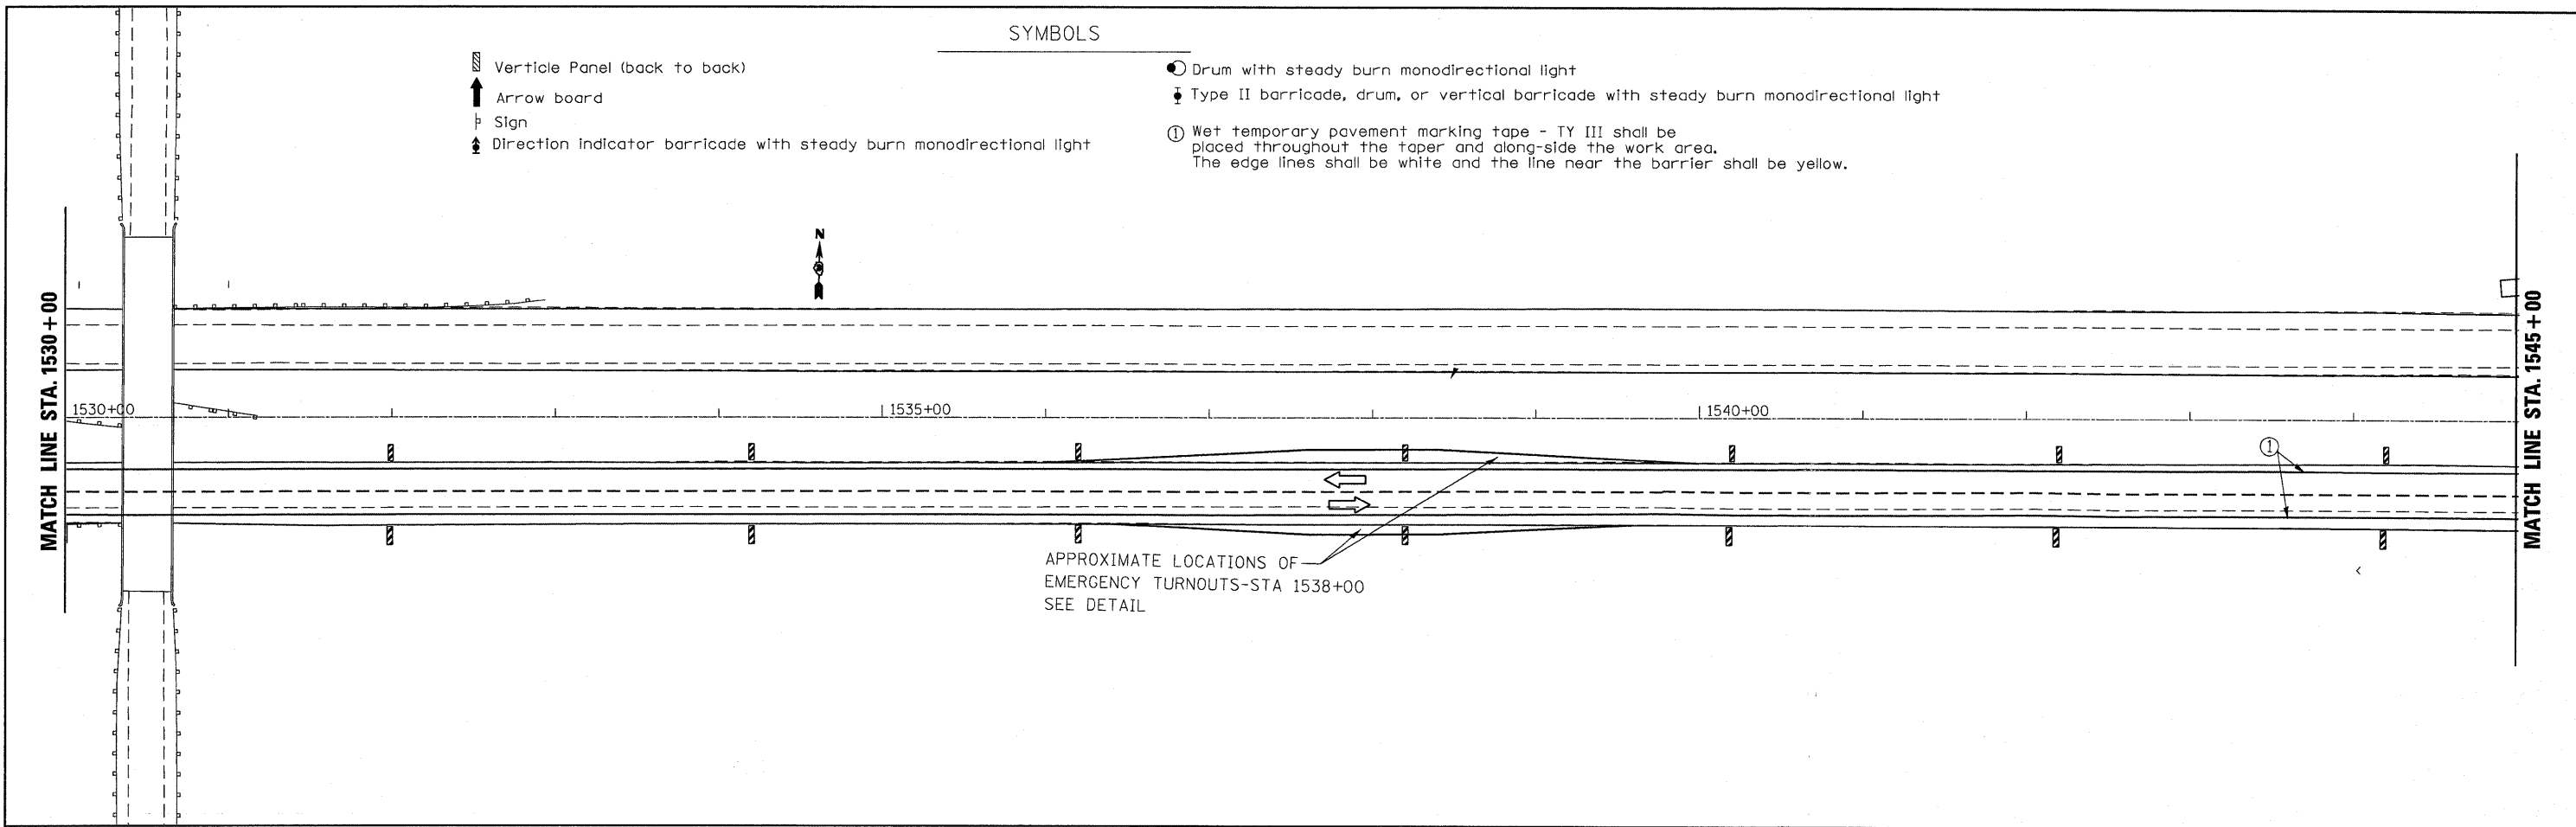 SYMBOLS
Verticle Panel (back to back)
Arrow board
Sign
Direction indicator barricade with steady burn monodirectional light
Drum with steady burn monodirectional light
Type II barricade, drum, or vertical barricade with steady burn monodirectional light
① Wet temporary pavement marking tape - TY III shall be
placed throughout the taper and along-side the work area.
The edge lines shall be white and the line near the barrier shall be yellow.
N
MATCH LINE STA. 1530+00
1530+00
1535+00
1540+00
①
MATCH LINE STA. 1545+00
APPROXIMATE LOCATIONS OF
EMERGENCY TURNOUTS-STA 1538+00
SEE DETAIL